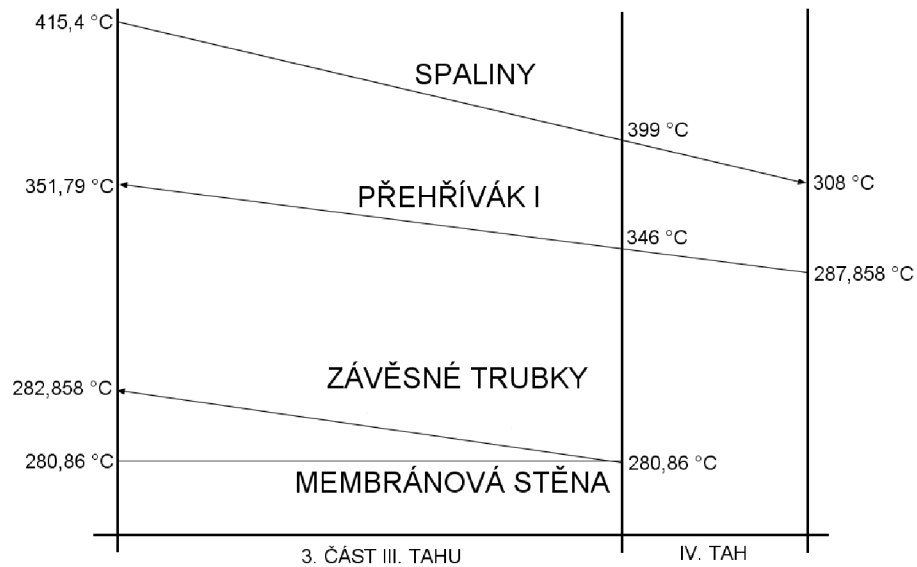 415,4 °C
SPALINY
399 °C
351,79 °C
PŘEHŘÍVÁK I
308 °C
346 °C
287,858 °C
ZÁVĚSNÉ TRUBKY
282,858 °C
280,86 °C
280,86 °C
MEMBRÁNOVÁ STĚNA
3. ČÁST III. TAHU
IV. TAH